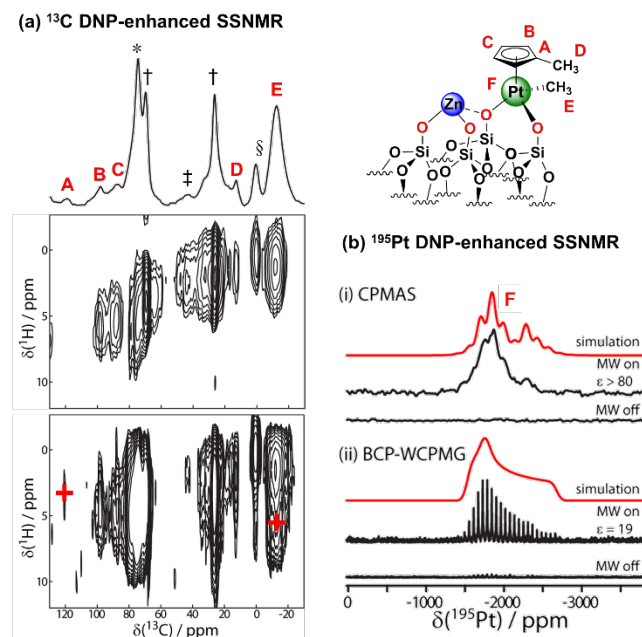 (a) ¹³C DNP-enhanced SSNMR
*
†
†
E
§
A
B
C
‡
D
0
5
10
δ(¹H) / ppm
0
5
10
δ(¹H) / ppm
120 100 80 60 40 20 0 -20
δ(¹³C) / ppm
B
C
A
D
CH₃
F
Pt
CH₃
E
Zn
O
O
O
O
Si
Si
Si
Si
O
O
O
O
O
O
O
O
(b) ¹⁹⁵Pt DNP-enhanced SSNMR
(i) CPMAS
F
simulation
MW on
ε > 80
MW off
(ii) BCP-WCPMG
simulation
MW on
ε = 19
MW off
0 -1000 -2000 -3000
δ(¹⁹⁵Pt) / ppm